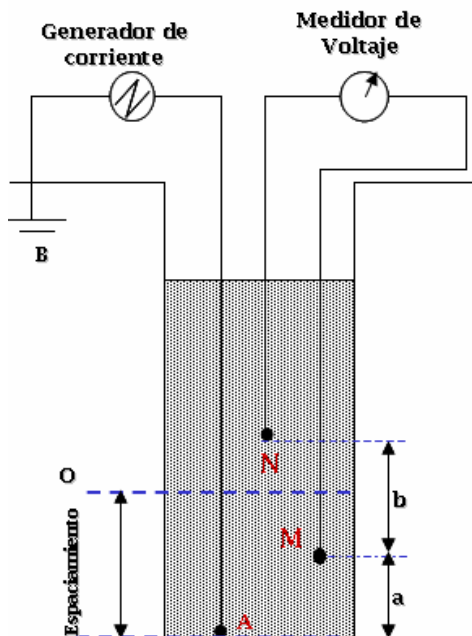 Generador de
corriente
Medidor de
Voltaje
B
N
O
b
M
Espaciamiento
A
a